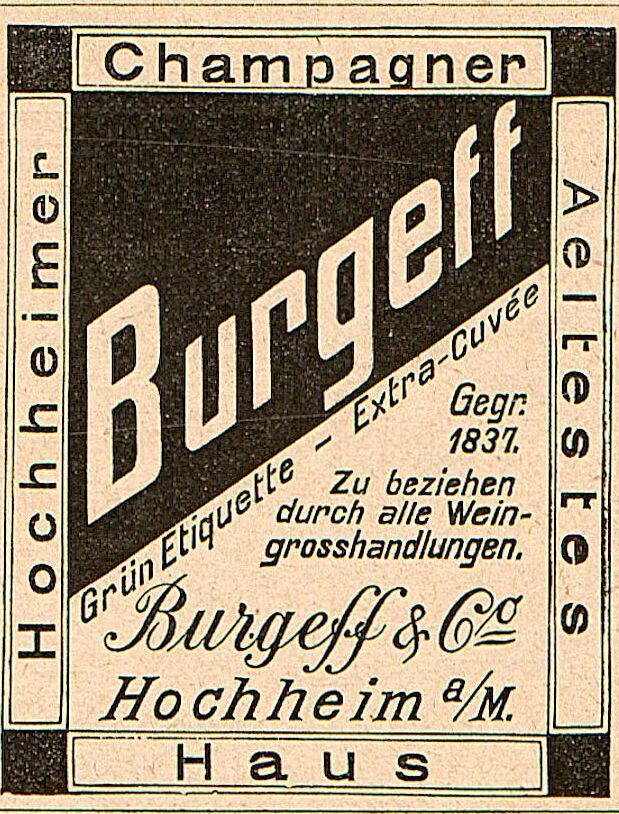 Champagner
Hochheimer
Aeltestes
Burgeff
Grün Etiquette - Extra-Cuvée
Gegr.
1837.
Zu beziehen
durch alle Wein-
grosshandlungen.
Burgeff & Co
Hochheim a/M.
Haus